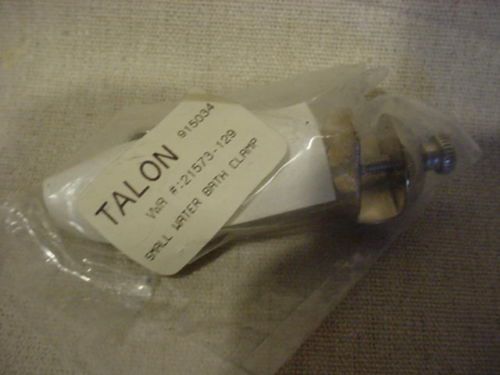 TALON 915034
VWR #:21573-129
SMALL WATER BATH CLAMP